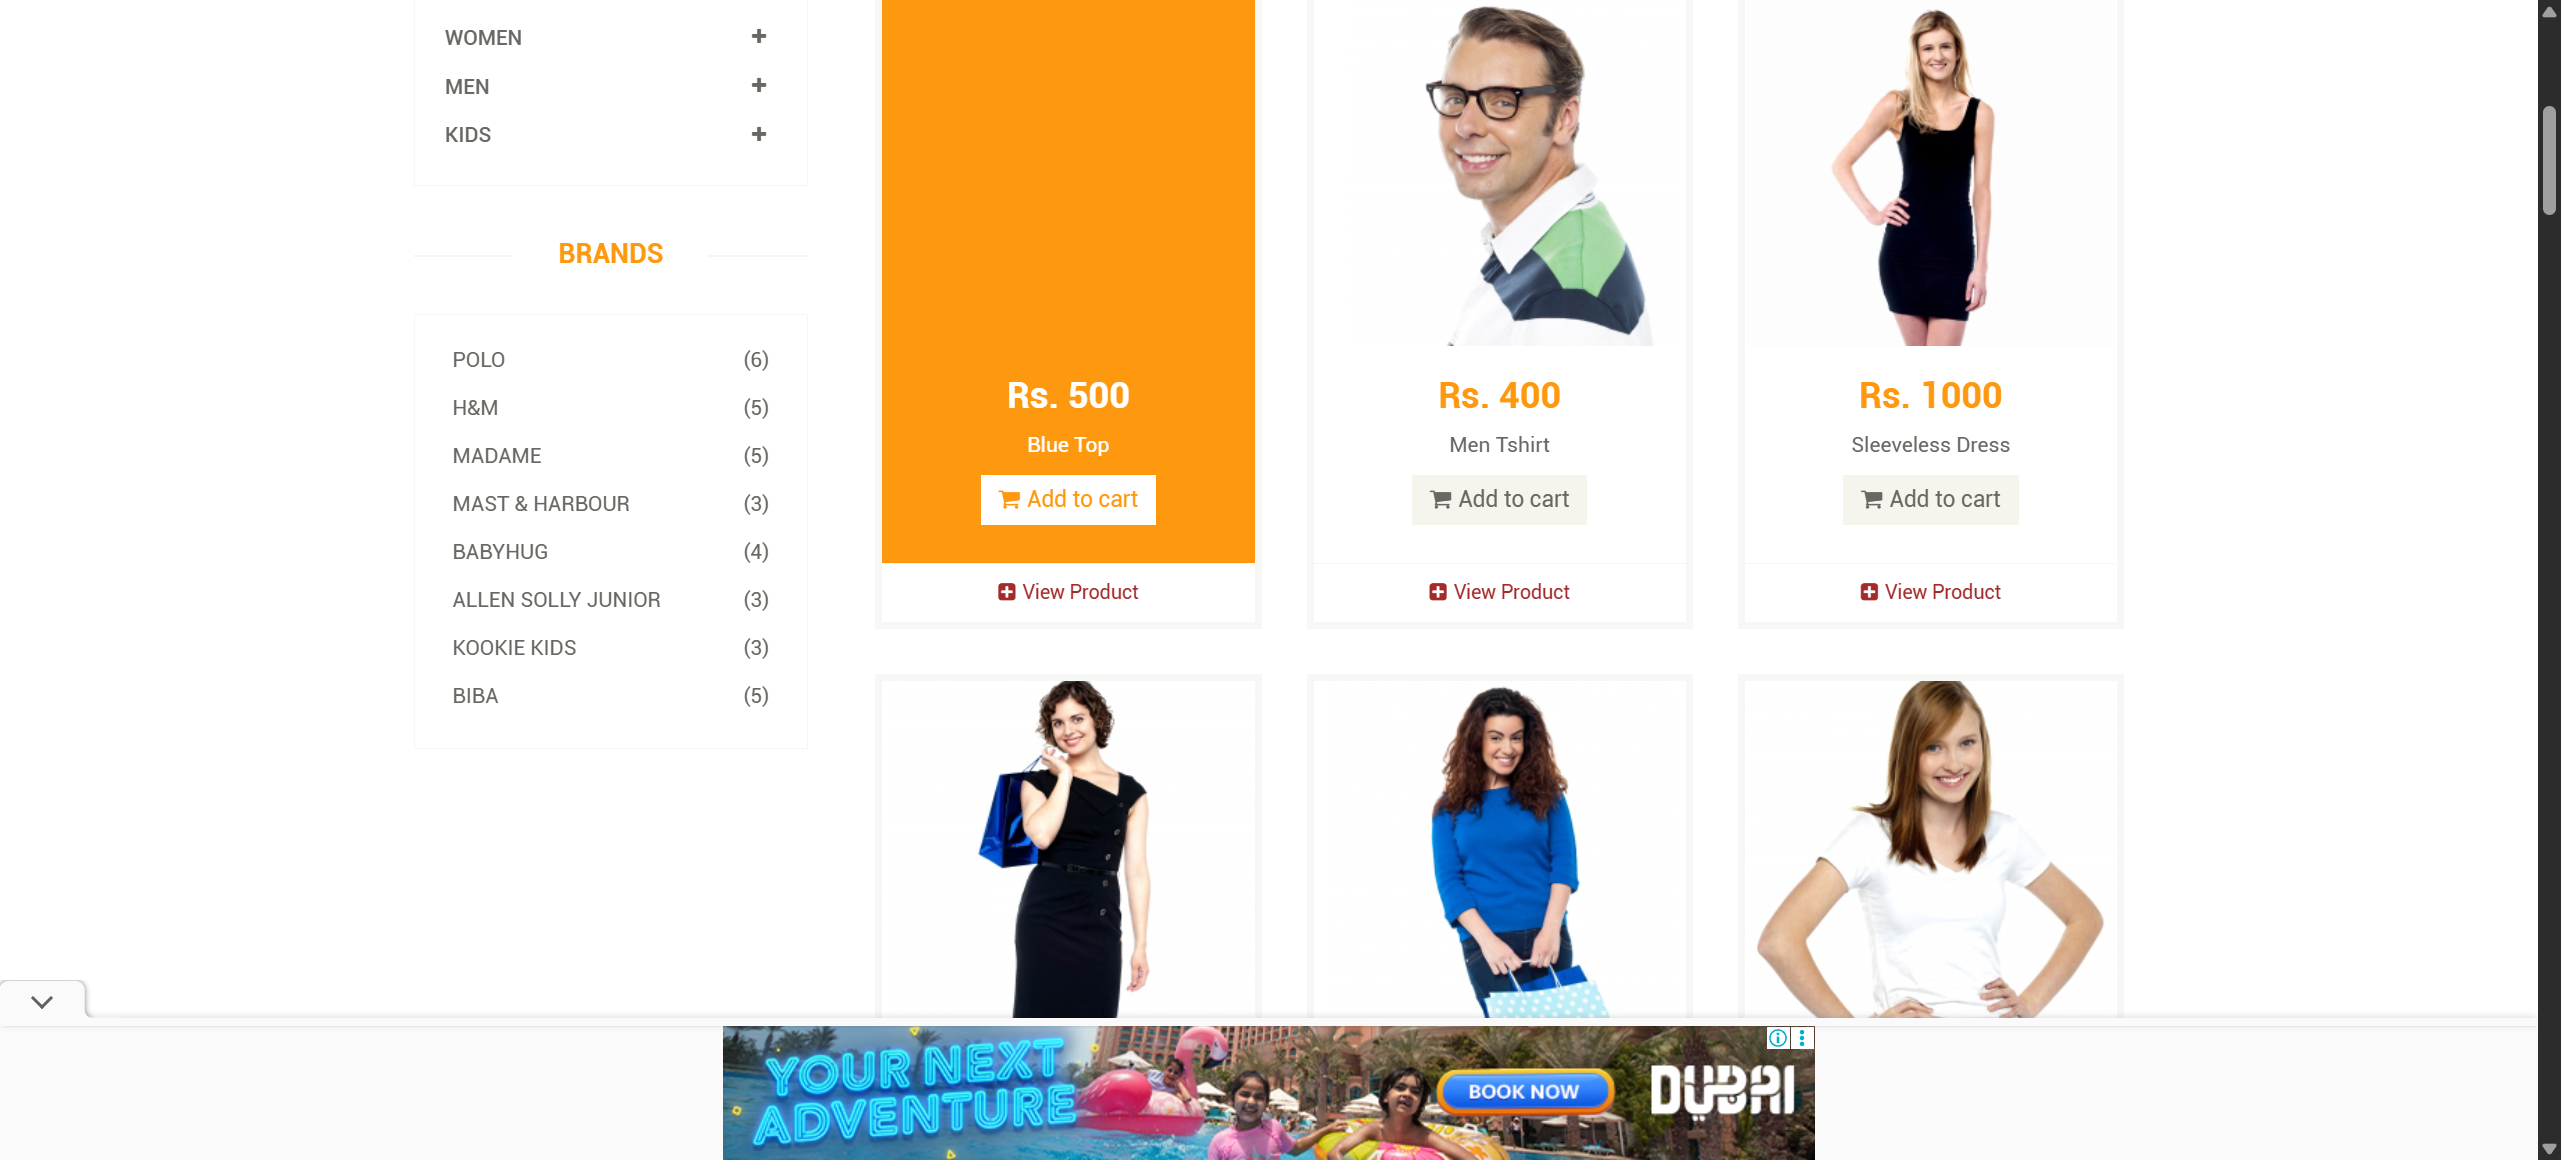 WOMEN
MEN
KIDS
BRANDS
POLO (6)
H&M (5)
MADAME (5)
MAST & HARBOUR (3)
BABYHUG (4)
ALLEN SOLLY JUNIOR (3)
KOOKIE KIDS (3)
BIBA (5)
Rs. 500
Blue Top
Add to cart
View Product
Rs. 400
Men Tshirt
Add to cart
View Product
Rs. 1000
Sleeveless Dress
Add to cart
View Product
YOUR NEXT
ADVENTURE
BOOK NOW
DUBAI